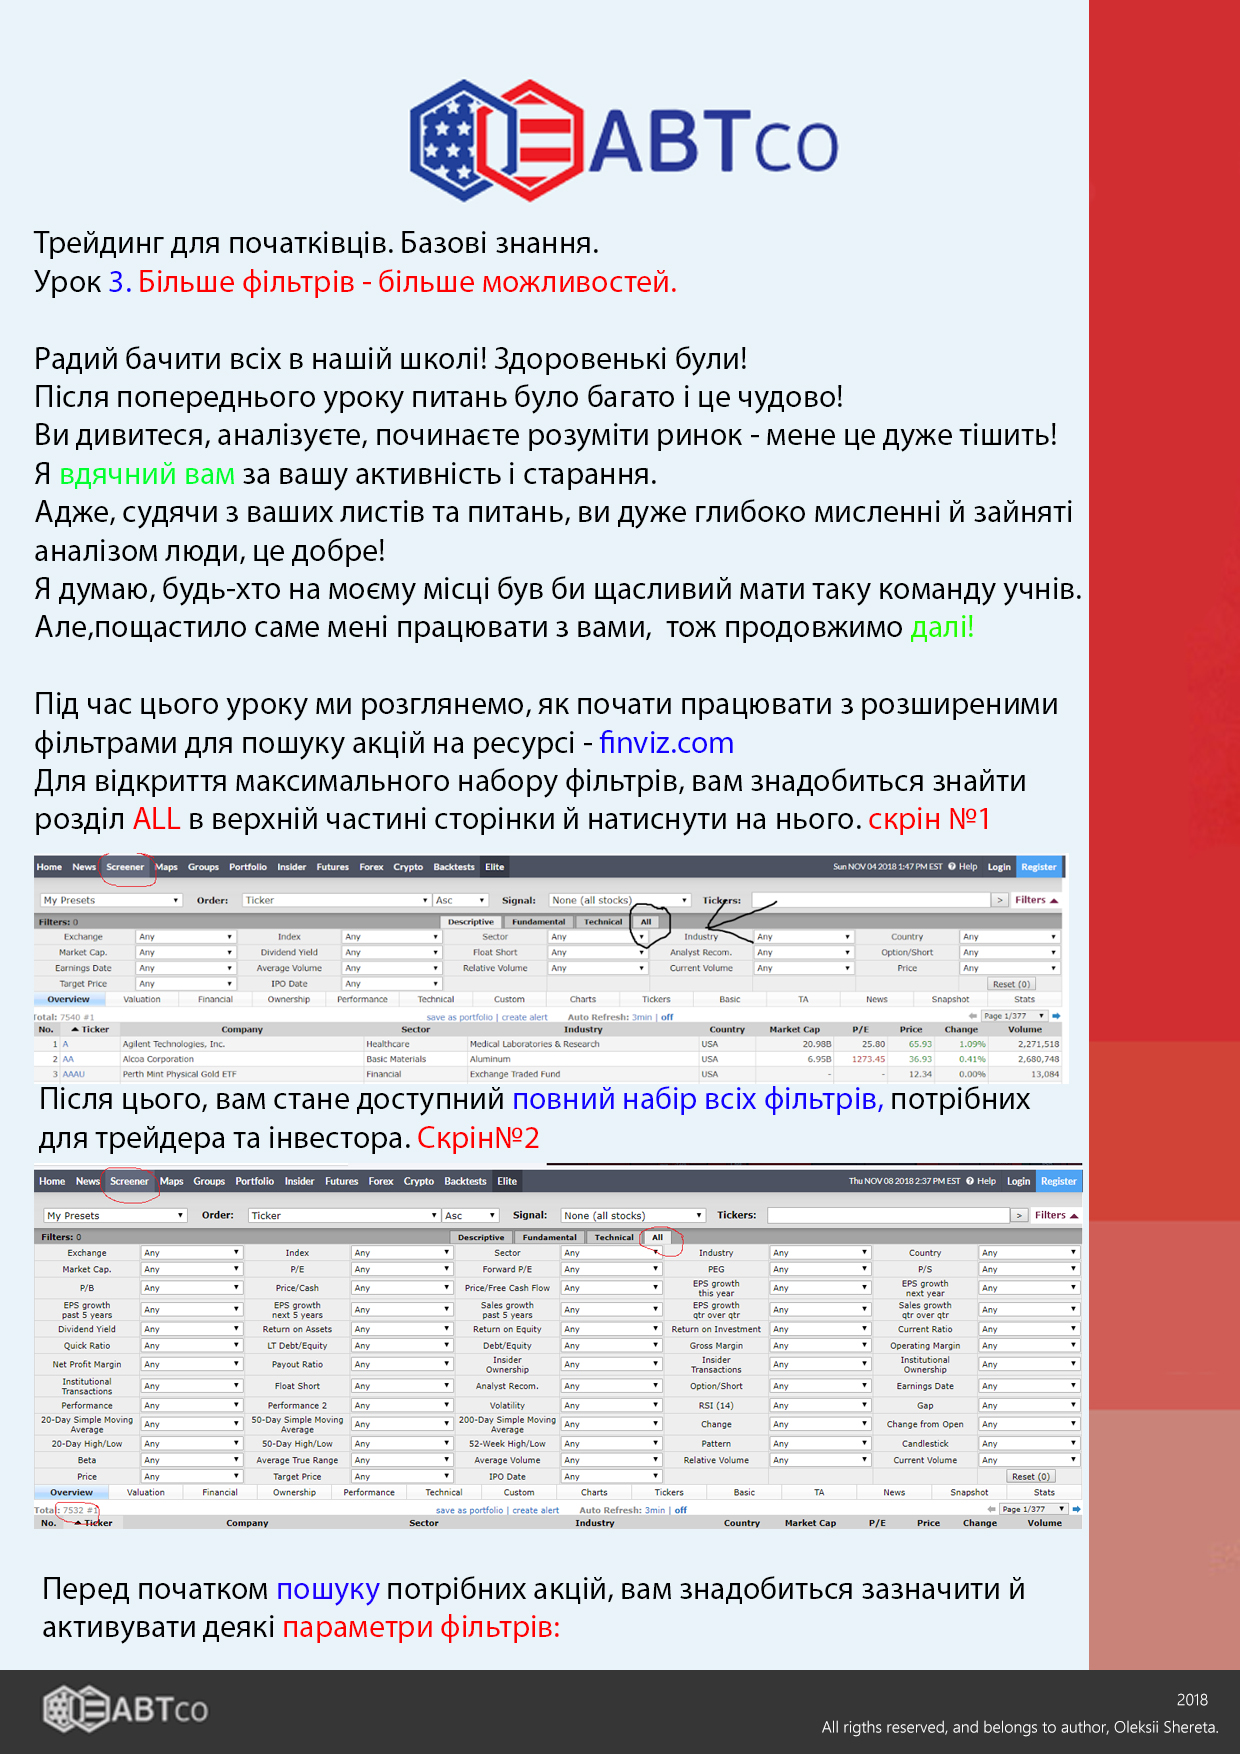 ABTco
Трейдинг для початківців. Базові знання.
Урок 3. Більше фільтрів - більше можливостей.
Радий бачити всіх в нашій школі! Здоровенькі були!
Після попереднього уроку питань було багато і це чудово!
Ви дивитеся, аналізуєте, починаєте розуміти ринок - мене це дуже тішить!
Я вдячний вам за вашу активність і старання.
Адже, судячи з ваших листів та питань, ви дуже глибоко мисленні й зайняті
аналізом люди, це добре!
Я думаю, будь-хто на моєму місці був би щасливий мати таку команду учнів.
Але,пощастило саме мені працювати з вами, тож продовжимо далі!
Під час цього уроку ми розглянемо, як почати працювати з розширеними
фільтрами для пошуку акцій на ресурсі - finviz.com
Для відкриття максимального набору фільтрів, вам знадобиться знайти
розділ ALL в верхній частині сторінки й натиснути на нього. скрін №1
Home News Screener Maps Groups Portfolio Insider Futures Forex Crypto Backtests Elite Sun NOV 04 2018 1:47 PM EST Help Login Register
My Presets Order: Ticker Asc Signal: None (all stocks) Tickers: > Filters
Filters: 0 Descriptive Fundamental Technical All
Exchange Any Index Any Sector Any Industry Any Country Any
Market Cap. Any Dividend Yield Any Float Short Any Analyst Recom. Any Option/Short Any
Earnings Date Any Average Volume Any Relative Volume Any Current Volume Any Price Any
Target Price Any IPO Date Any Reset (0)
Overview Valuation Financial Ownership Performance Technical Custom Charts Tickers Basic TA News Snapshot Stats
Total: 7540 #1 save as portfolio | create alert Auto Refresh: 3min | off Page 1/377
No. Ticker Company Sector Industry Country Market Cap P/E Price Change Volume
1 A Agilent Technologies, Inc. Healthcare Medical Laboratories & Research USA 20.98B 25.80 65.93 1.09% 2,271,518
2 AA Alcoa Corporation Basic Materials Aluminum USA 6.95B 1273.45 36.93 0.41% 2,680,748
3 AAAU Perth Mint Physical Gold ETF Financial Exchange Traded Fund USA - - 12.34 0.00% 13,084
Після цього, вам стане доступний повний набір всіх фільтрів, потрібних
для трейдера та інвестора. Скрін№2
Home News Screener Maps Groups Portfolio Insider Futures Forex Crypto Backtests Elite Thu NOV 08 2018 2:37 PM EST Help Login Register
My Presets Order: Ticker Asc Signal: None (all stocks) Tickers: > Filters
Filters: 0 Descriptive Fundamental Technical All
Exchange Any Index Any Sector Any Industry Any Country Any
Market Cap. Any P/E Any Forward P/E Any PEG Any P/S Any
P/B Any Price/Cash Any Price/Free Cash Flow Any EPS growth this year Any EPS growth next year Any
EPS growth past 5 years Any EPS growth next 5 years Any Sales growth past 5 years Any EPS growth qtr over qtr Any Sales growth qtr over qtr Any
Dividend Yield Any Return on Assets Any Return on Equity Any Return on Investment Any Current Ratio Any
Quick Ratio Any LT Debt/Equity Any Debt/Equity Any Gross Margin Any Operating Margin Any
Net Profit Margin Any Payout Ratio Any Insider Ownership Any Insider Transactions Any Institutional Ownership Any
Institutional Transactions Any Float Short Any Analyst Recom. Any Option/Short Any Earnings Date Any
Performance Any Performance 2 Any Volatility Any RSI (14) Any Gap Any
20-Day Simple Moving Average Any 50-Day Simple Moving Average Any 200-Day Simple Moving Average Any Change Any Change from Open Any
20-Day High/Low Any 50-Day High/Low Any 52-Week High/Low Any Pattern Any Candlestick Any
Beta Any Average True Range Any Average Volume Any Relative Volume Any Current Volume Any
Price Any Target Price Any IPO Date Any Reset (0)
Overview Valuation Financial Ownership Performance Technical Custom Charts Tickers Basic TA News Snapshot Stats
Total: 7532 #1 save as portfolio | create alert Auto Refresh: 3min | off Page 1/377
No. Ticker Company Sector Industry Country Market Cap P/E Price Change Volume
Перед початком пошуку потрібних акцій, вам знадобиться зазначити й
активувати деякі параметри фільтрів:
ABTco
2018
All rigths reserved, and belongs to author, Oleksii Shereta.